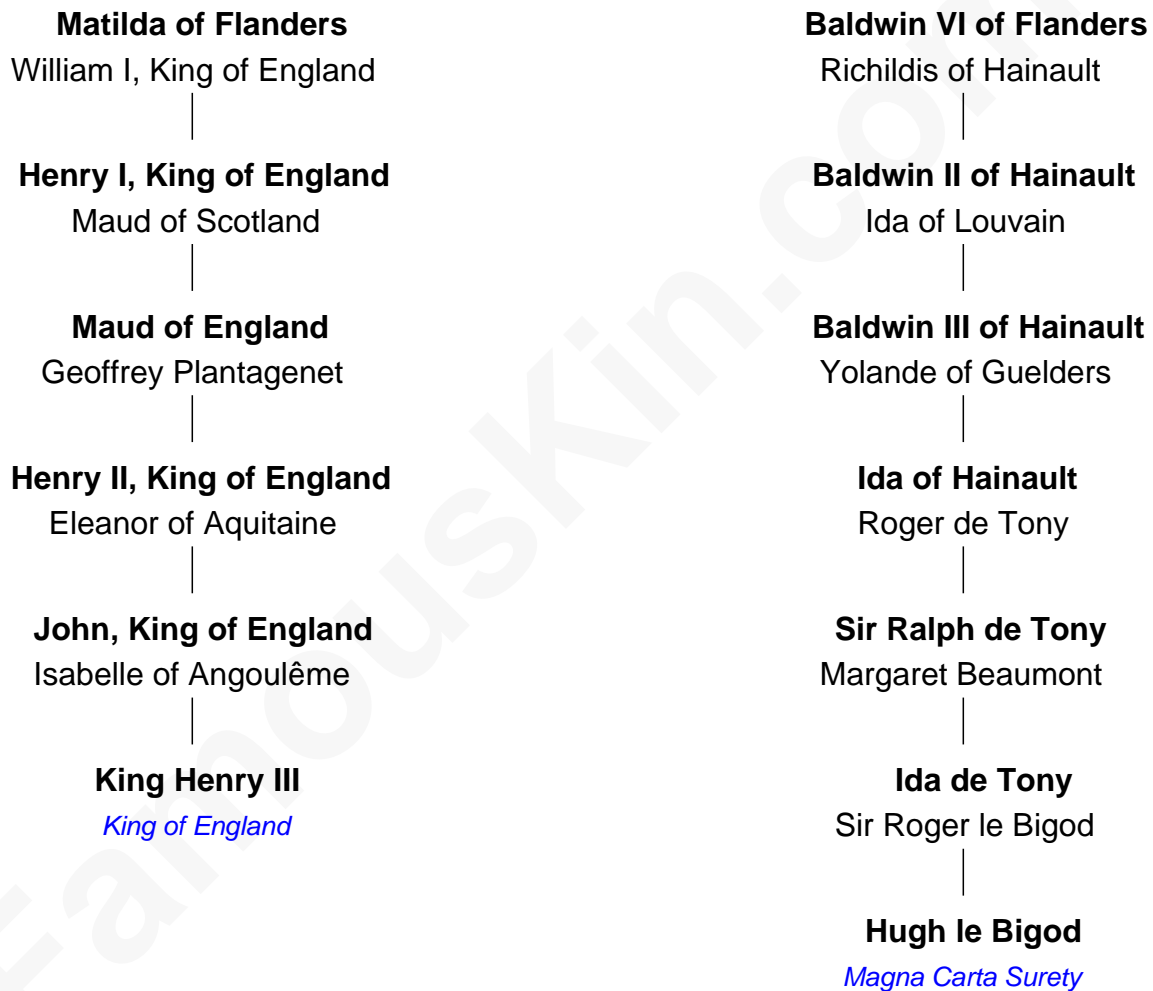 Matilda of Flanders
William I, King of England
Henry I, King of England
Maud of Scotland
Maud of England
Geoffrey Plantagenet
Henry II, King of England
Eleanor of Aquitaine
John, King of England
Isabelle of Angoulême
King Henry III
King of England
Baldwin VI of Flanders
Richildis of Hainault
Baldwin II of Hainault
Ida of Louvain
Baldwin III of Hainault
Yolande of Guelders
Ida of Hainault
Roger de Tony
Sir Ralph de Tony
Margaret Beaumont
Ida de Tony
Sir Roger le Bigod
Hugh le Bigod
Magna Carta Surety
FamousKin.com